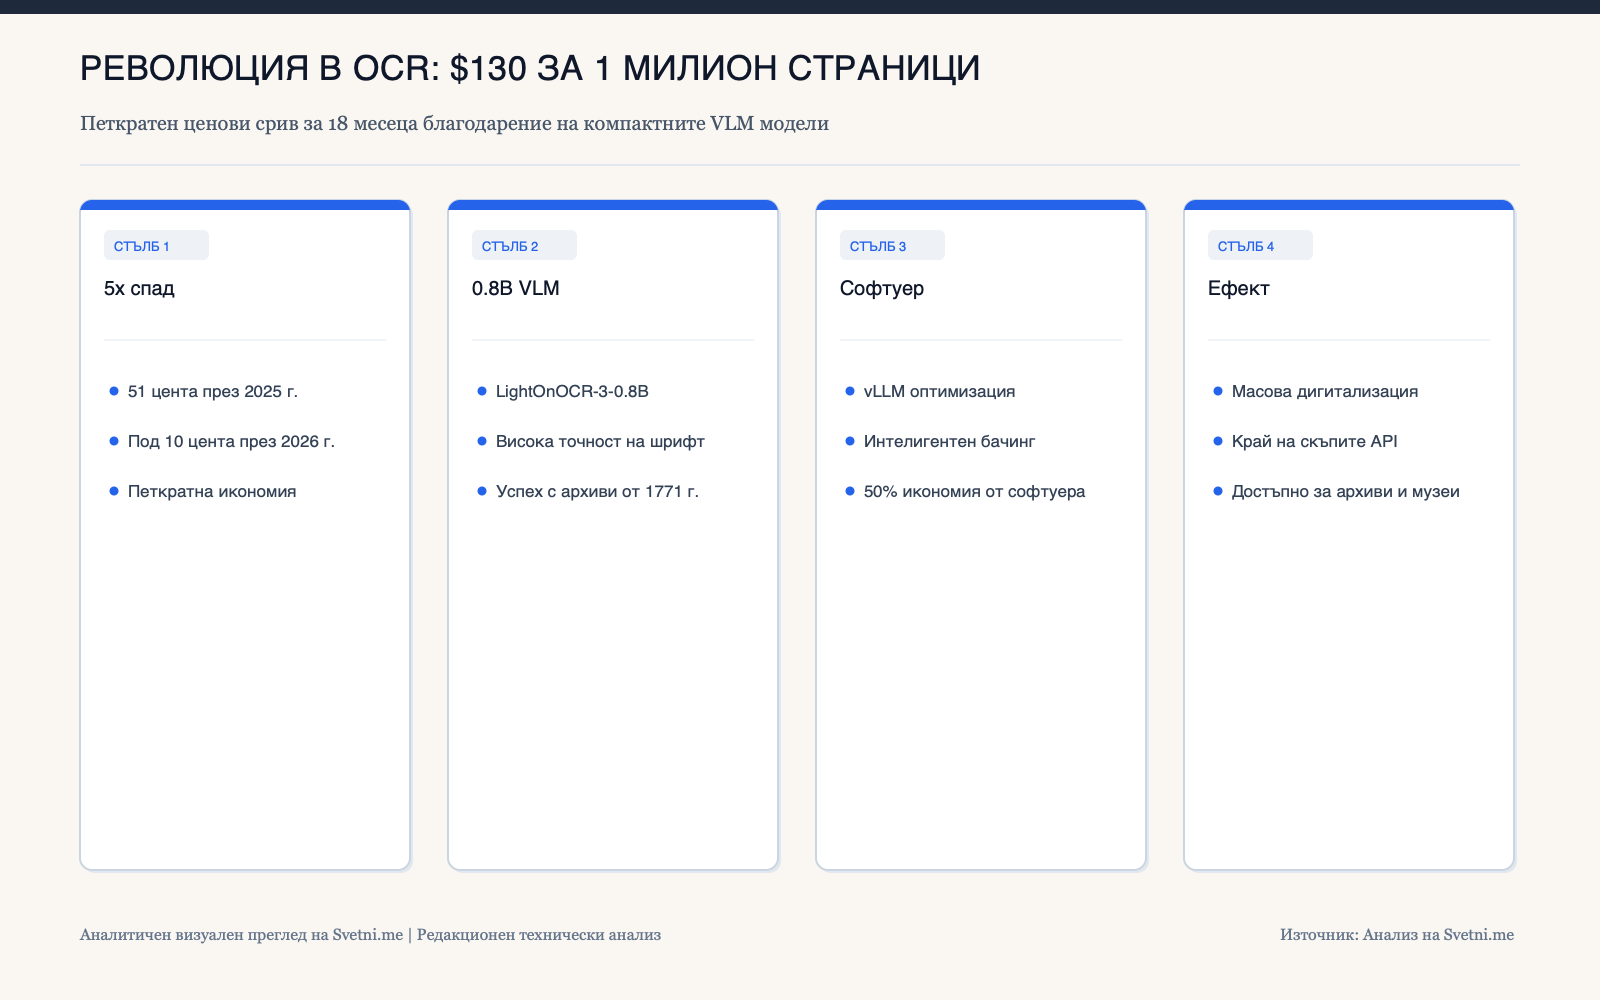 РЕВОЛЮЦИЯ В OCR: $130 ЗА 1 МИЛИОН СТРАНИЦИ
Петкратен ценови срив за 18 месеца благодарение на компактните VLM модели
СТЪЛБ 1
5x спад
51 цента през 2025 г.
Под 10 цента през 2026 г.
Петкратна икономия
СТЪЛБ 2
0.8B VLM
LightOnOCR-3-0.8B
Висока точност на шрифт
Успех с архиви от 1771 г.
СТЪЛБ 3
Софтуер
vLLM оптимизация
Интелигентен бачинг
50% икономия от софтуера
СТЪЛБ 4
Ефект
Масова дигитализация
Край на скъпите API
Достъпно за архиви и музеи
Аналитичен визуален преглед на Svetni.me | Редакционен технически анализ
Източник: Анализ на Svetni.me